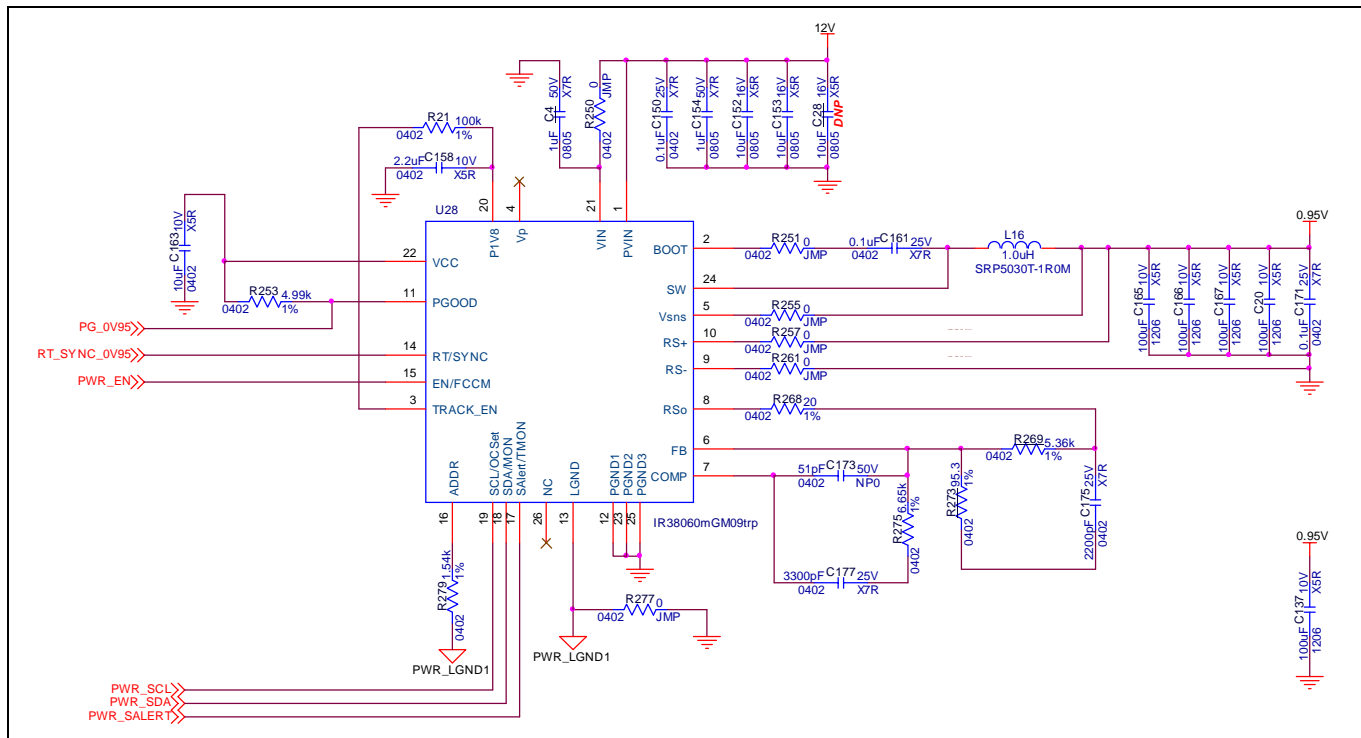 12V
50V
X7R
C4
1uF
0805
0
JMP
R250
0402
25V
X7R
C150
0.1uF
0402
50V
X7R
C154
1uF
0805
16V
X5R
C152
10uF
0805
16V
X5R
C153
10uF
0805
16V
X5R
C28
DNP
10uF
0805
R21
100k
0402
1%
2.2uF
C158
10V
0402
X5R
10V
X5R
C163
10uF
0402
R253
4.99k
0402
1%
PG_0V95
RT_SYNC_0V95
PWR_EN
U28
20
4
21
1
P1V8
Vp
VIN
PVIN
22
VCC
11
PGOOD
14
RT/SYNC
15
EN/FCCM
3
TRACK_EN
BOOT
2
SW
24
Vsns
5
RS+
10
RS-
9
RSo
8
FB
6
COMP
7
ADDR
SCL/OCSet
SDA/MON
SAlert/TMON
NC
LGND
PGND1
PGND2
PGND3
16
19
18
17
26
13
12
23
25
IR38060mGM09trp
R251
0
0402
JMP
0.1uF
C161
25V
0402
X7R
L16
1.0uH
SRP5030T-1R0M
R255
0
0402
JMP
R257
0
0402
JMP
R261
0
0402
JMP
0.95V
10V
X5R
C165
100uF
1206
10V
X5R
C166
100uF
1206
10V
X5R
C167
100uF
1206
10V
X5R
C20
100uF
1206
25V
X7R
C171
0.1uF
0402
R268
20
0402
1%
R269
5.36k
0402
1%
51pF
C173
50V
0402
NP0
6.65k
1%
R275
0402
95.3
1%
R273
0402
25V
X7R
C175
2200pF
0402
3300pF
C177
25V
0402
X7R
1.54k
1%
R279
0402
PWR_LGND1
R277
0
0402
JMP
PWR_LGND1
0.95V
10V
X5R
C137
100uF
1206
PWR_SCL
PWR_SDA
PWR_SALERT